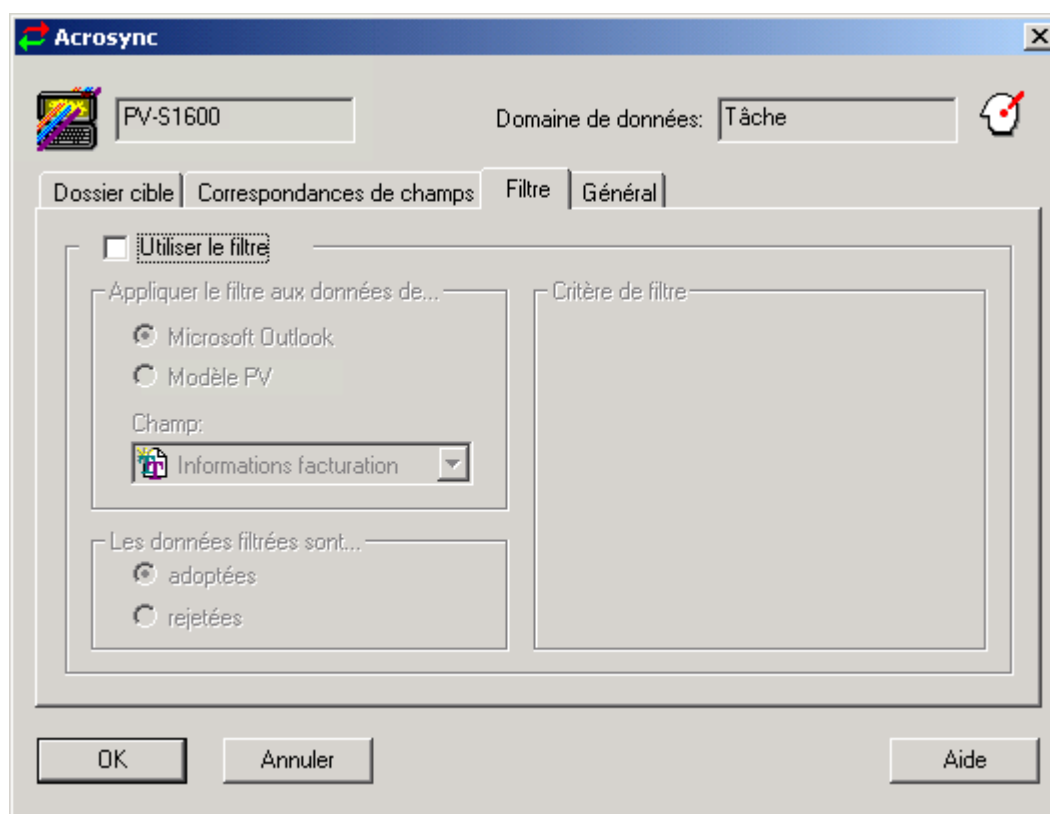 Acrosync
PV-S1600
Domaine de données: Tâche
Dossier cible Correspondances de champs Filtre Général
Utiliser le filtre
Appliquer le filtre aux données de...
Critère de filtre
Microsoft Outlook
Modèle PV
Champ:
Informations facturation
Les données filtrées sont...
adoptées
rejetées
OK Annuler Aide